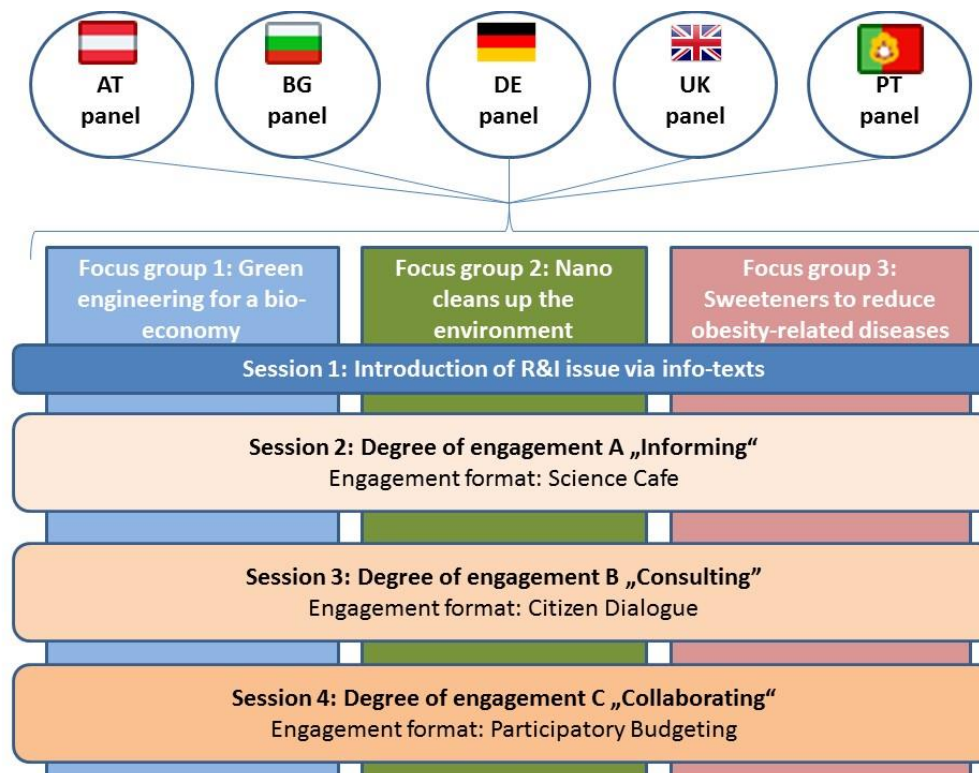 AT
panel
BG
panel
DE
panel
UK
panel
PT
panel
Focus group 1: Green
engineering for a bio-
economy
Focus group 2: Nano
cleans up the
environment
Focus group 3:
Sweeteners to reduce
obesity-related diseases
Session 1: Introduction of R&I issue via info-texts
Session 2: Degree of engagement A „Informing“
Engagement format: Science Cafe
Session 3: Degree of engagement B „Consulting”
Engagement format: Citizen Dialogue
Session 4: Degree of engagement C „Collaborating“
Engagement format: Participatory Budgeting